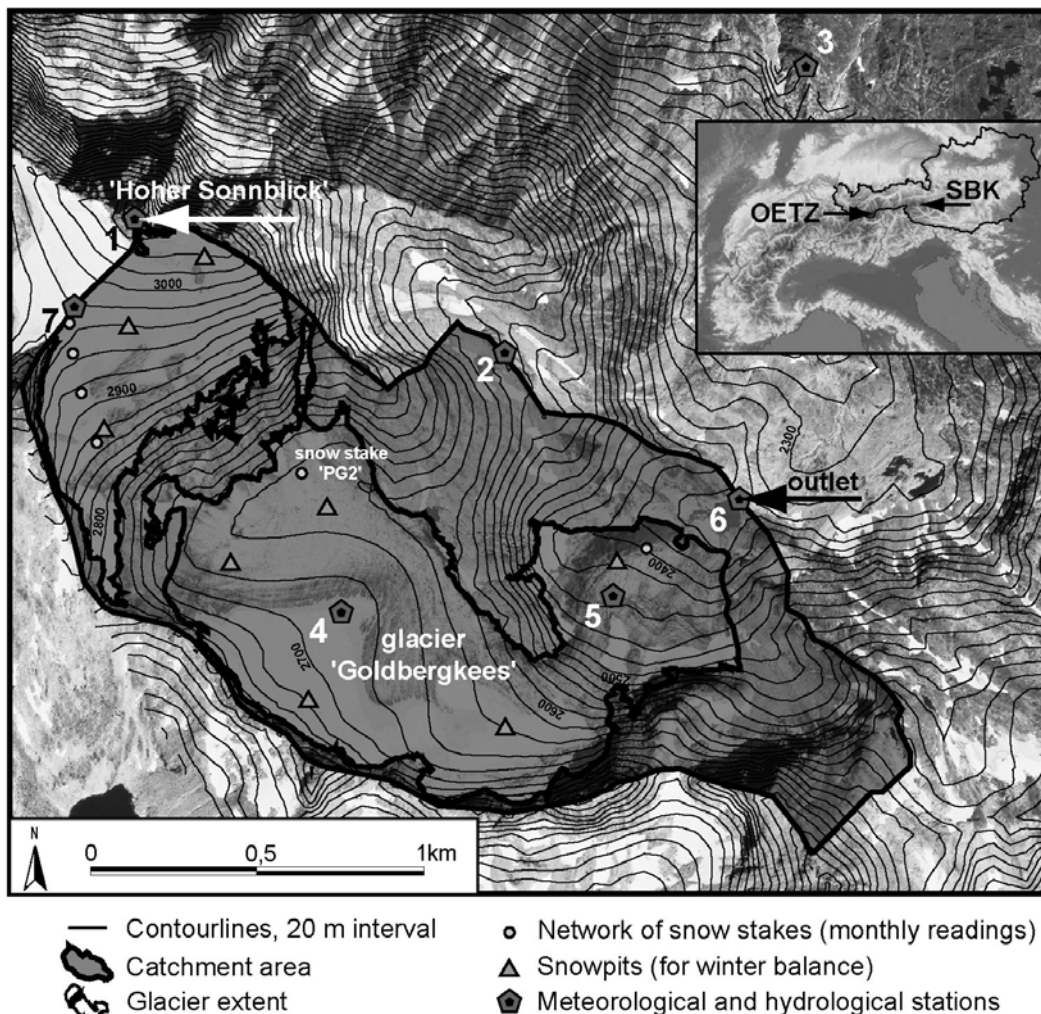 3
'Hoher Sonnblick'
1
SBK
OETZ
3000
7
2
2900
2300
snow stake
'PG2'
outlet
6
2800
2400
5
4
glacier
'Goldbergkees'
2700
2500
2600
N
0
0,5
1km
Contourlines, 20 m interval
Catchment area
Glacier extent
Network of snow stakes (monthly readings)
Snowpits (for winter balance)
Meteorological and hydrological stations